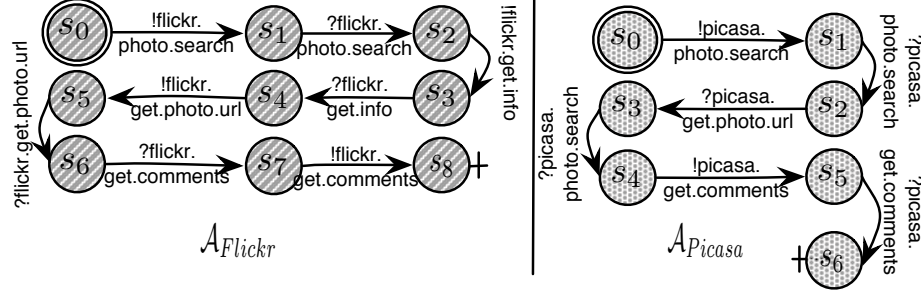 s0 !flickr. photo.search s1 ?flickr. photo.search s2
!flickr.get.info
s5 !flickr. get.photo.url s4 ?flickr. get.info s3
?flickr.get.photo.url
s6 ?flickr. get.comments s7 !flickr. get.comments s8
A_Flickr
s0 !picasa. photo.search s1
?picasa. photo.search
s3 ?picasa. get.photo.url s2
?picasa. photo.search
s4 !picasa. get.comments s5
?picasa. get.comments
s6
A_Picasa